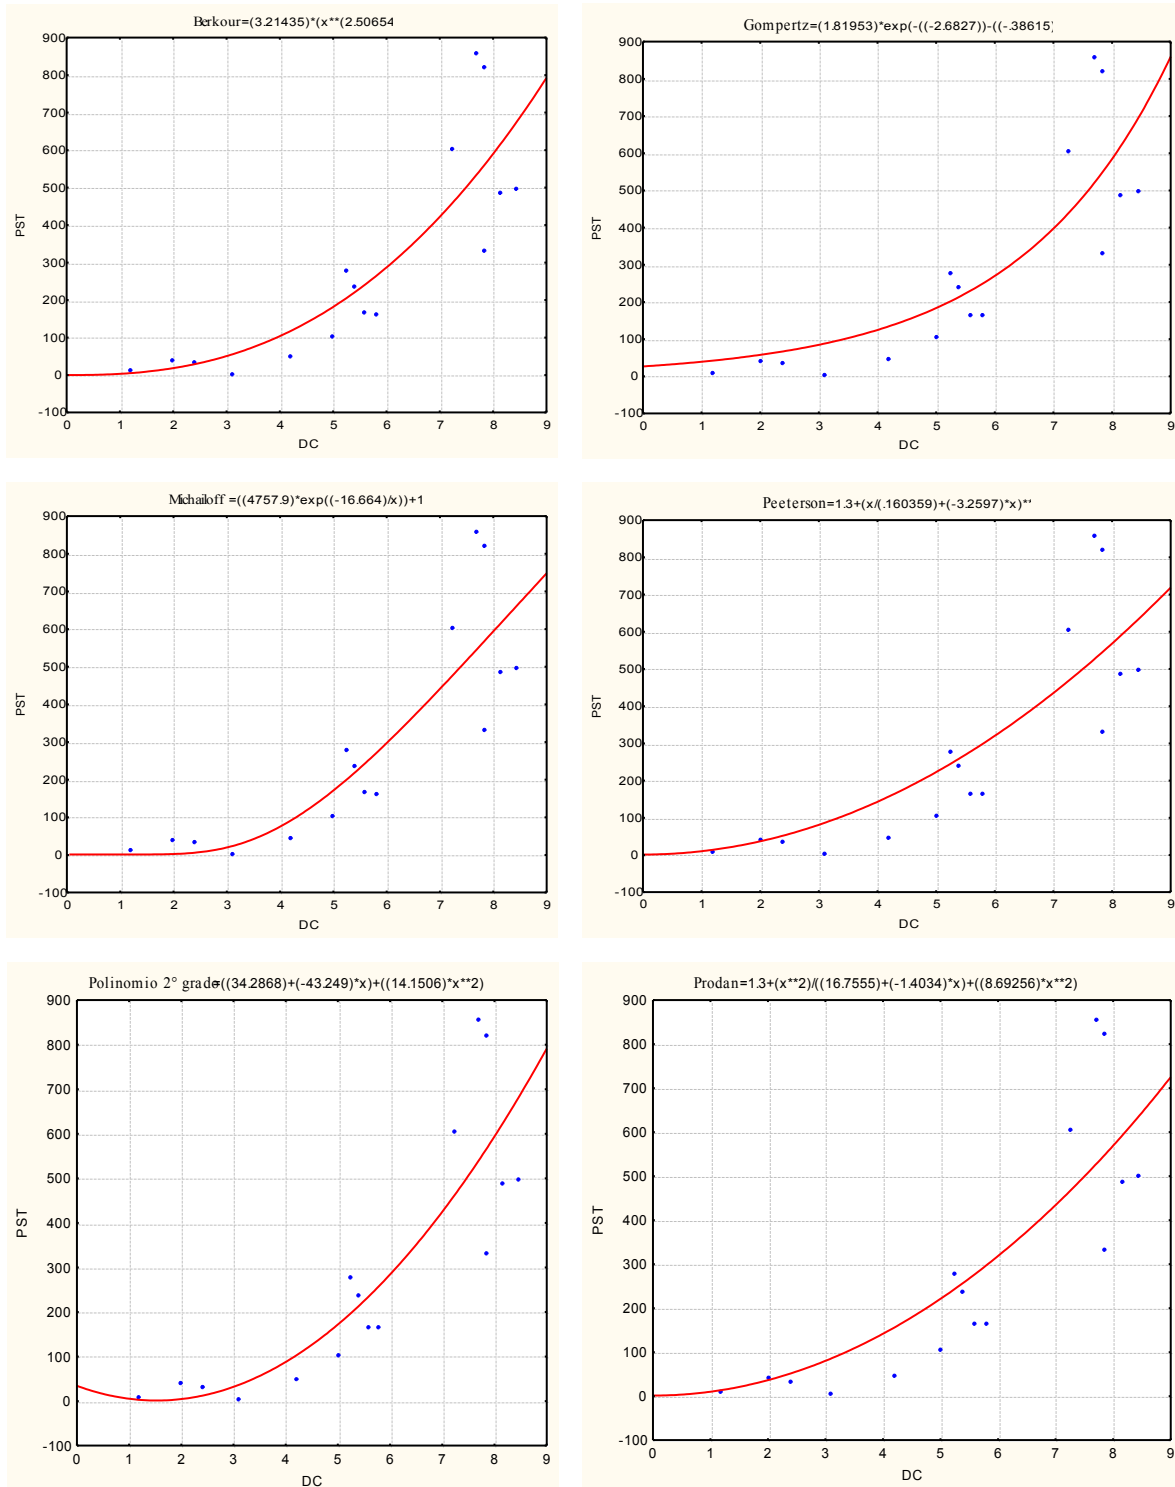 Berkour=(3.21435)*(x**(2.50654
900
800
700
600
500
400
300
200
100
0
-100
PST
0 1 2 3 4 5 6 7 8 9
DC
Gompertz=(1.81953)*exp(-((-2.6827))-((-.38615)
900
800
700
600
500
400
300
200
100
0
-100
PST
0 1 2 3 4 5 6 7 8 9
DC
Michailoff =((4757.9)*exp((-16.664)/x))+1
900
800
700
600
500
400
300
200
100
0
-100
PST
0 1 2 3 4 5 6 7 8 9
DC
Peeterson=1.3+(x/(.160359)+(-3.2597)*x)**
900
800
700
600
500
400
300
200
100
0
-100
PST
0 1 2 3 4 5 6 7 8 9
DC
Polinomio 2° grado=((34.2868)+(-43.249)*x)+((14.1506)*x**2)
900
800
700
600
500
400
300
200
100
0
-100
PST
0 1 2 3 4 5 6 7 8 9
DC
Prodan=1.3+(x**2)/((16.7555)+(-1.4034)*x)+((8.69256)*x**2)
900
800
700
600
500
400
300
200
100
0
-100
PST
0 1 2 3 4 5 6 7 8 9
DC